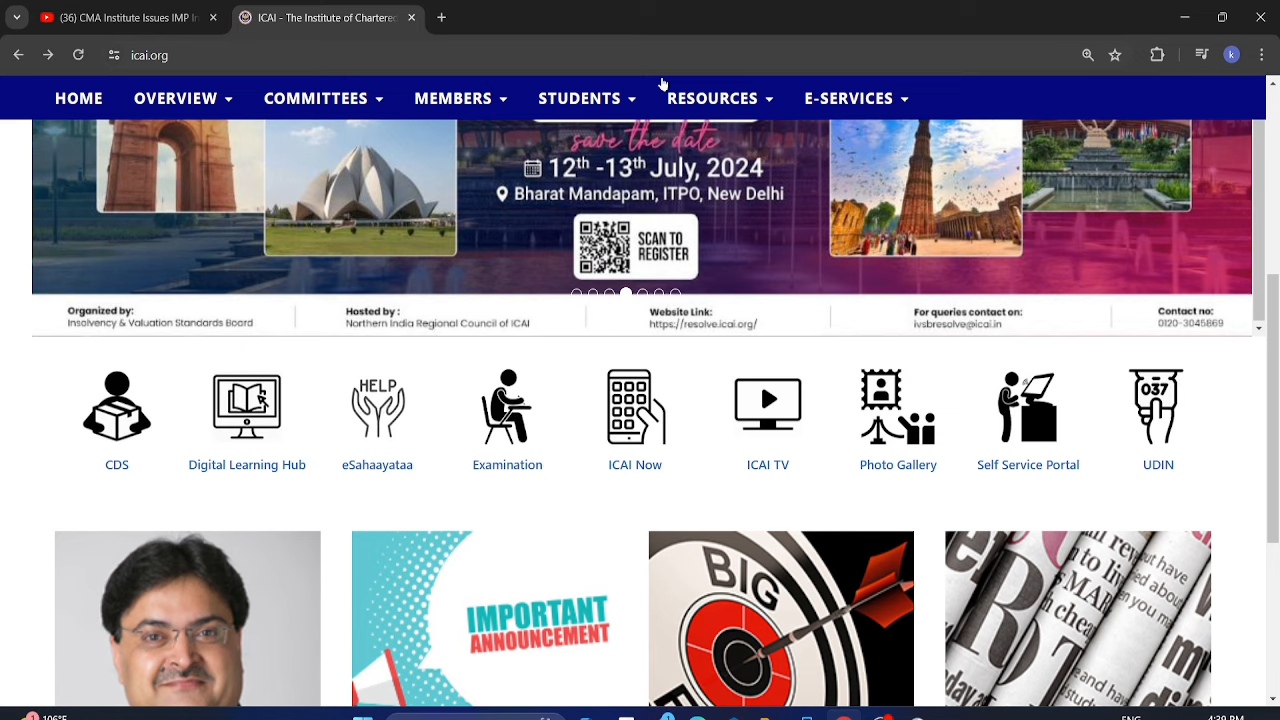 (36) CMA Institute Issues IMP I
ICAI - The Institute of Chartere
icai.org
k
HOME
OVERVIEW
COMMITTEES
MEMBERS
STUDENTS
RESOURCES
E-SERVICES
save the date
12th -13th July, 2024
Bharat Mandapam, ITPO, New Delhi
SCAN TO
REGISTER
Organized by:
Insolvency & Valuation Standards Board
Hosted by :
Northern India Regional Council of ICAI
Website Link:
https://resolve.icai.org/
For queries contact on:
ivsbresolve@icai.in
Contact no:
0120-3045869
HELP
037
CDS
Digital Learning Hub
eSahaayataa
Examination
ICAI Now
ICAI TV
Photo Gallery
Self Service Portal
UDIN
IMPORTANT
ANNOUNCEMENT
BIG
106°F
ENG
4:39 PM